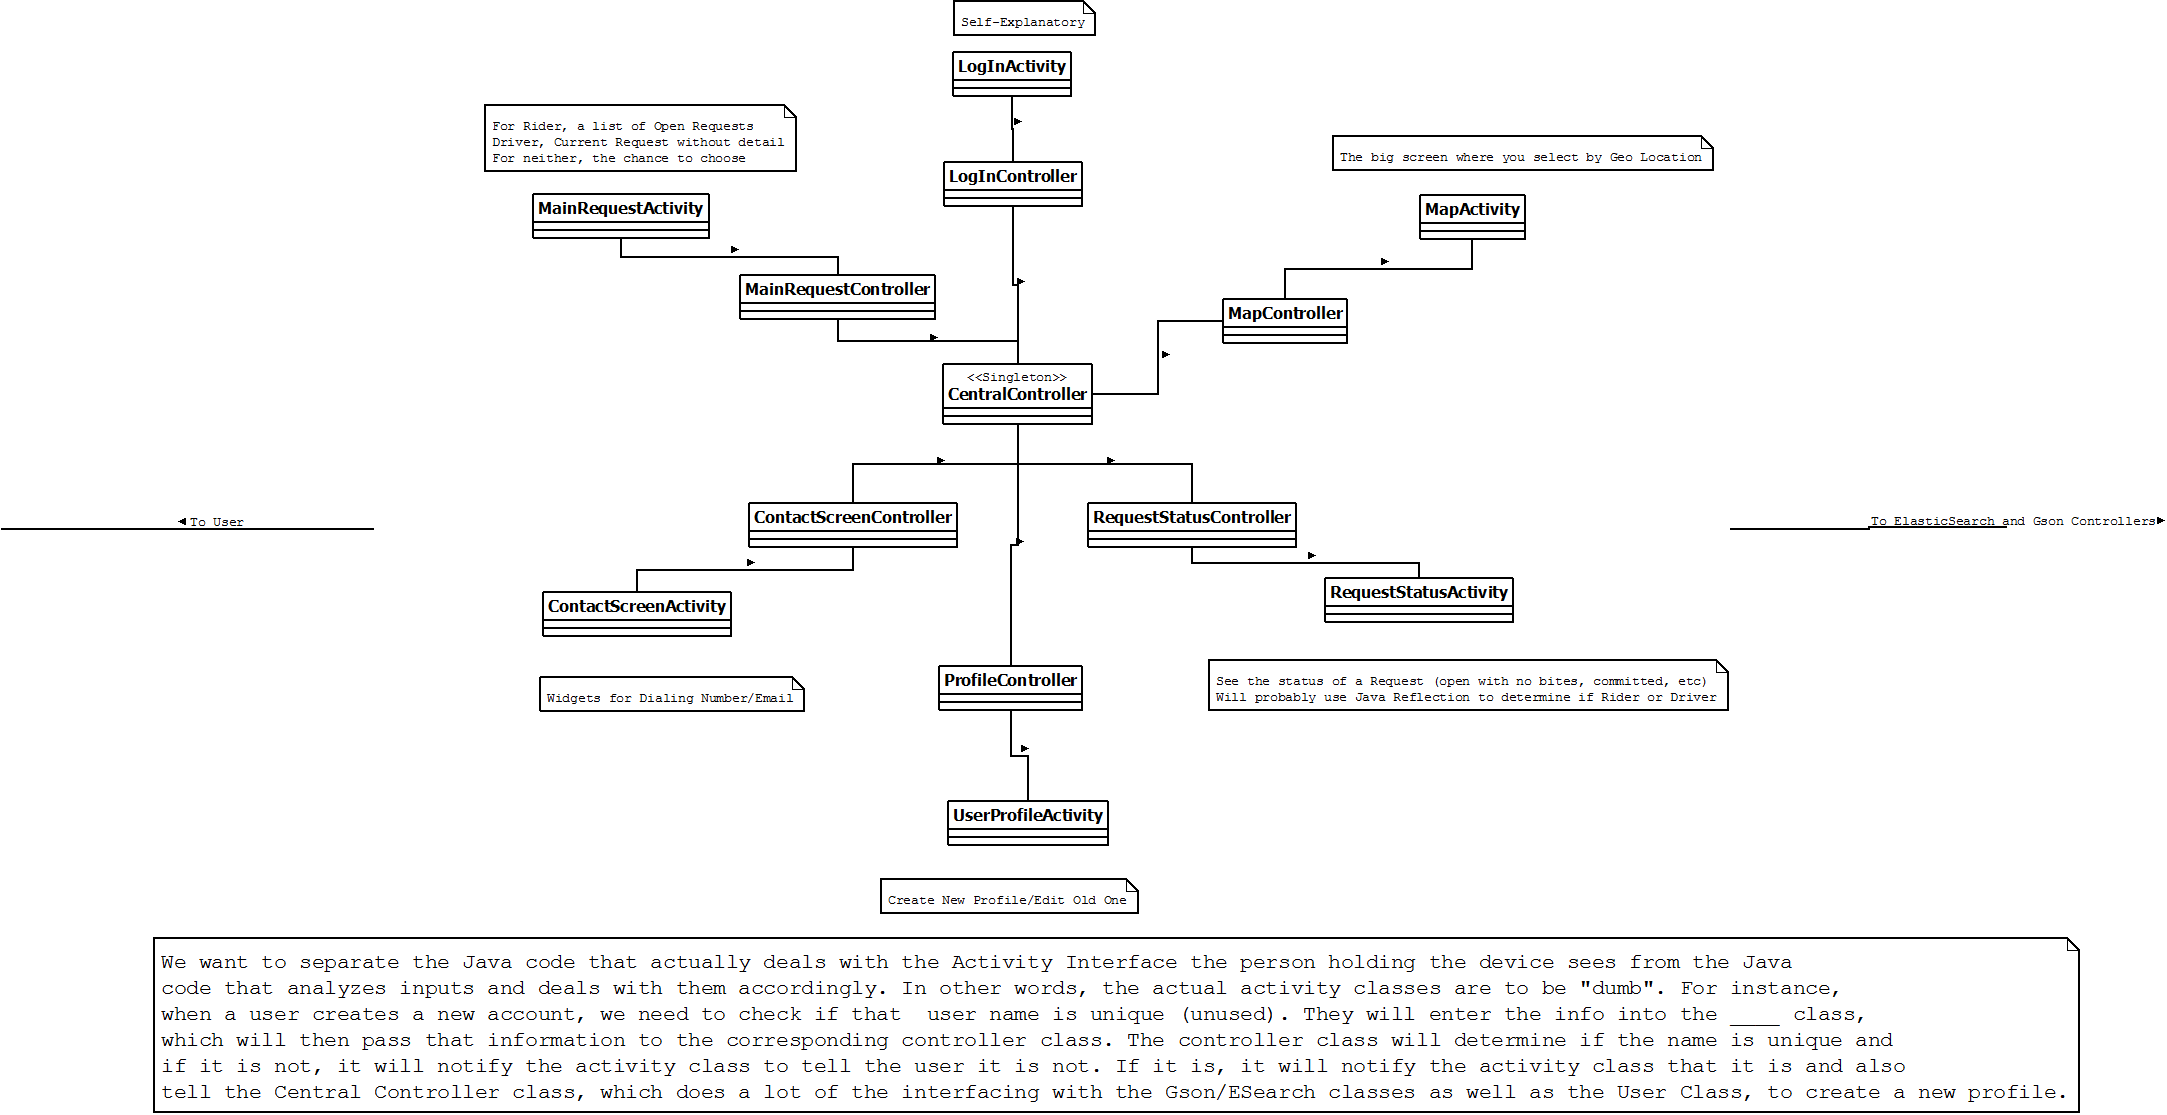 Self-Explanatory
LogInActivity
For Rider, a list of Open Requests
Driver, Current Request without detail
For neither, the chance to choose
The big screen where you select by Geo Location
LogInController
MainRequestActivity
MapActivity
MainRequestController
MapController
<<Singleton>>
CentralController
ContactScreenController
RequestStatusController
To User
To ElasticSearch and Gson Controllers
ContactScreenActivity
RequestStatusActivity
ProfileController
See the status of a Request (open with no bites, committed, etc)
Will probably use Java Reflection to determine if Rider or Driver
Widgets for Dialing Number/Email
UserProfileActivity
Create New Profile/Edit Old One
We want to separate the Java code that actually deals with the Activity Interface the person holding the device sees from the Java
code that analyzes inputs and deals with them accordingly. In other words, the actual activity classes are to be "dumb". For instance,
when a user creates a new account, we need to check if that  user name is unique (unused). They will enter the info into the ____ class,
which will then pass that information to the corresponding controller class. The controller class will determine if the name is unique and
if it is not, it will notify the activity class to tell the user it is not. If it is, it will notify the activity class that it is and also
tell the Central Controller class, which does a lot of the interfacing with the Gson/ESearch classes as well as the User Class, to create a new profile.